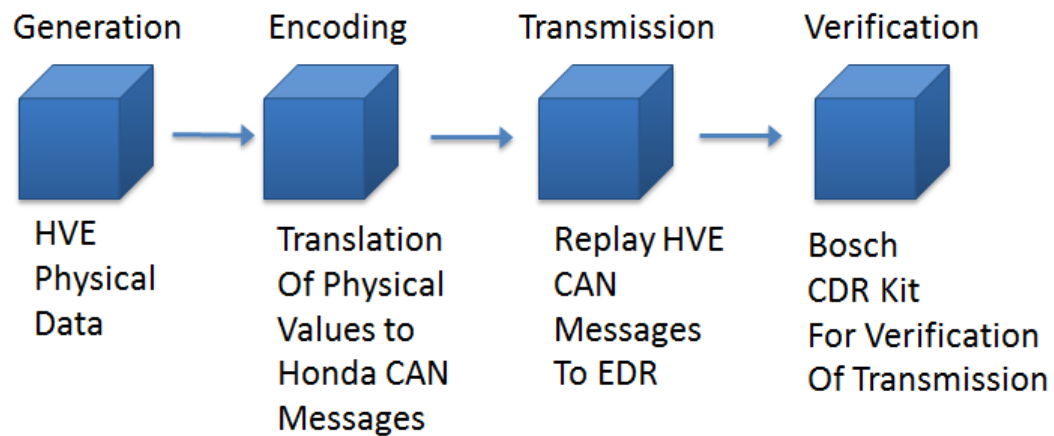 Generation
Encoding
Transmission
Verification
HVE
Physical
Data
Translation
Of Physical
Values to
Honda CAN
Messages
Replay HVE
CAN
Messages
To EDR
Bosch
CDR Kit
For Verification
Of Transmission